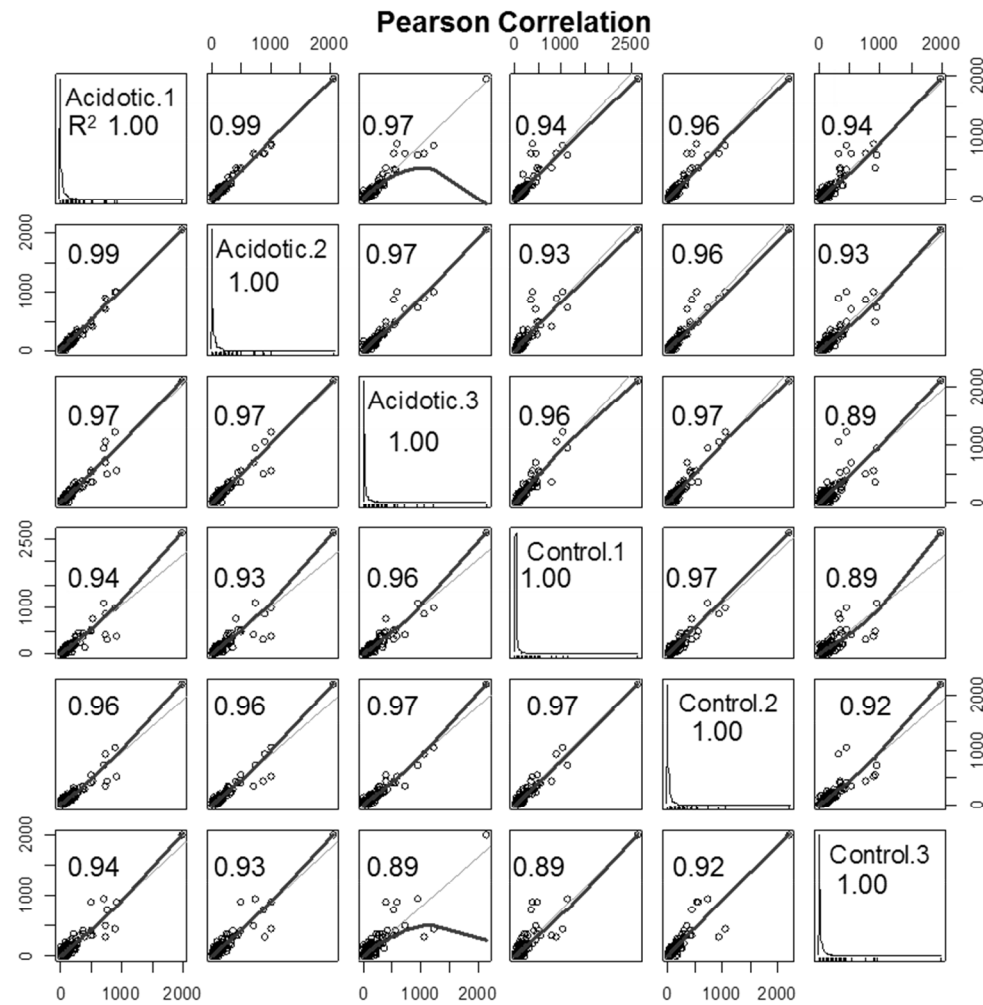 Pearson Correlation
0 1000 2000 0 1000 2500 0 1000 2000
Acidotic.1
R² 1.00 0.99 0.97 0.94 0.96 0.94
0 1000 2000
0.99 Acidotic.2 0.97 0.93 0.96 0.93
1.00
0 1000 2000
0.97 0.97 Acidotic.3 0.96 0.97 0.89
1.00
0 1000 2000
0.94 0.93 0.96 Control.1 0.97 0.89
1.00
0 1000 2500
0.96 0.96 0.97 0.97 Control.2 0.92
1.00
0 1000 2000
0.94 0.93 0.89 0.89 0.92 Control.3
1.00
0 1000 2000
0 1000 2000 0 1000 2000 0 1000 2000